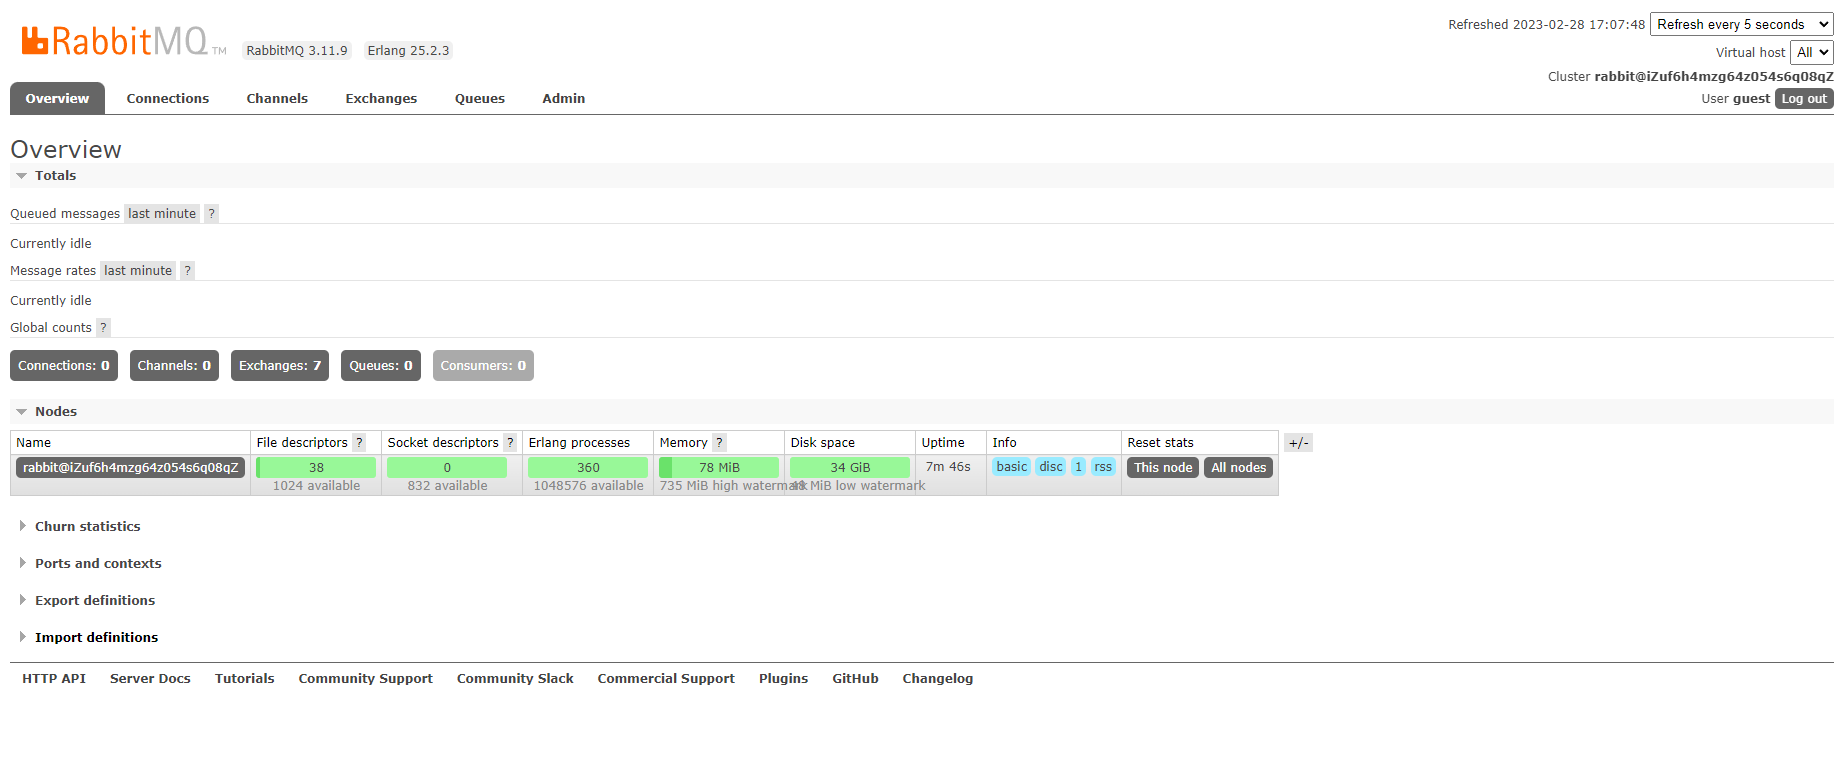 Refreshed 2023-02-28 17:07:48 Refresh every 5 seconds
RabbitMQ TM RabbitMQ 3.11.9 Erlang 25.2.3
Virtual host All
Cluster rabbit@iZuf6h4mzg64z054s6q08qZ
User guest Log out
Overview Connections Channels Exchanges Queues Admin
Overview
Totals
Queued messages last minute ?
Currently idle
Message rates last minute ?
Currently idle
Global counts ?
Connections: 0 Channels: 0 Exchanges: 7 Queues: 0 Consumers: 0
Nodes
Name File descriptors ? Socket descriptors ? Erlang processes Memory ? Disk space Uptime Info Reset stats +/-
rabbit@iZuf6h4mzg64z054s6q08qZ 38 0 360 78 MiB 34 GiB 7m 46s basic disc 1 rss This node All nodes
1024 available 832 available 1048576 available 735 MiB high watermark 48 MiB low watermark
Churn statistics
Ports and contexts
Export definitions
Import definitions
HTTP API Server Docs Tutorials Community Support Community Slack Commercial Support Plugins GitHub Changelog